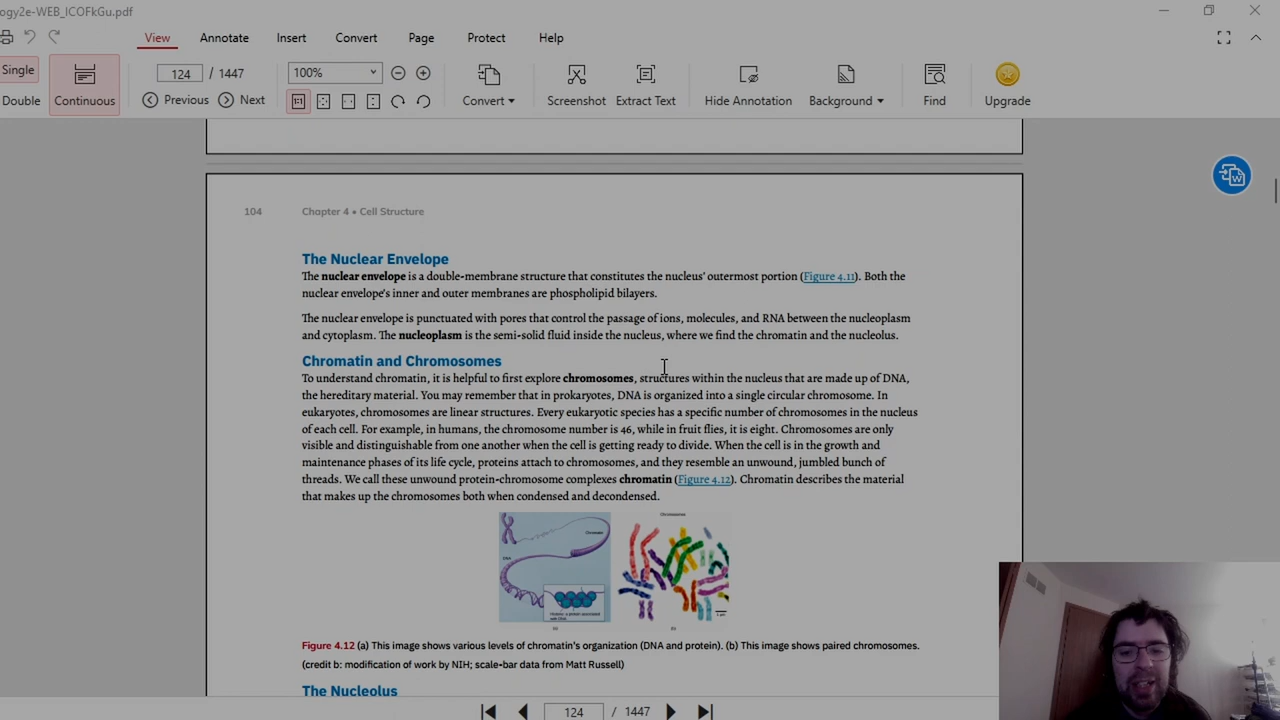 ogy2e-WEB_ICOFkGu.pdf
View Annotate Insert Convert Page Protect Help
Single
Double
Continuous
124 / 1447
Previous Next
100%
Convert
Screenshot
Extract Text
Hide Annotation
Background
Find
Upgrade
104 Chapter 4 • Cell Structure
The Nuclear Envelope
The nuclear envelope is a double-membrane structure that constitutes the nucleus' outermost portion (Figure 4.11). Both the
nuclear envelope's inner and outer membranes are phospholipid bilayers.
The nuclear envelope is punctuated with pores that control the passage of ions, molecules, and RNA between the nucleoplasm
and cytoplasm. The nucleoplasm is the semi-solid fluid inside the nucleus, where we find the chromatin and the nucleolus.
Chromatin and Chromosomes
To understand chromatin, it is helpful to first explore chromosomes, structures within the nucleus that are made up of DNA,
the hereditary material. You may remember that in prokaryotes, DNA is organized into a single circular chromosome. In
eukaryotes, chromosomes are linear structures. Every eukaryotic species has a specific number of chromosomes in the nucleus
of each cell. For example, in humans, the chromosome number is 46, while in fruit flies, it is eight. Chromosomes are only
visible and distinguishable from one another when the cell is getting ready to divide. When the cell is in the growth and
maintenance phases of its life cycle, proteins attach to chromosomes, and they resemble an unwound, jumbled bunch of
threads. We call these unwound protein-chromosome complexes chromatin (Figure 4.12). Chromatin describes the material
that makes up the chromosomes both when condensed and decondensed.
Chromosomes
Chromatin
DNA
(a) (b)
Figure 4.12 (a) This image shows various levels of chromatin's organization (DNA and protein). (b) This image shows paired chromosomes.
(credit b: modification of work by NIH; scale-bar data from Matt Russell)
The Nucleolus
124 / 1447